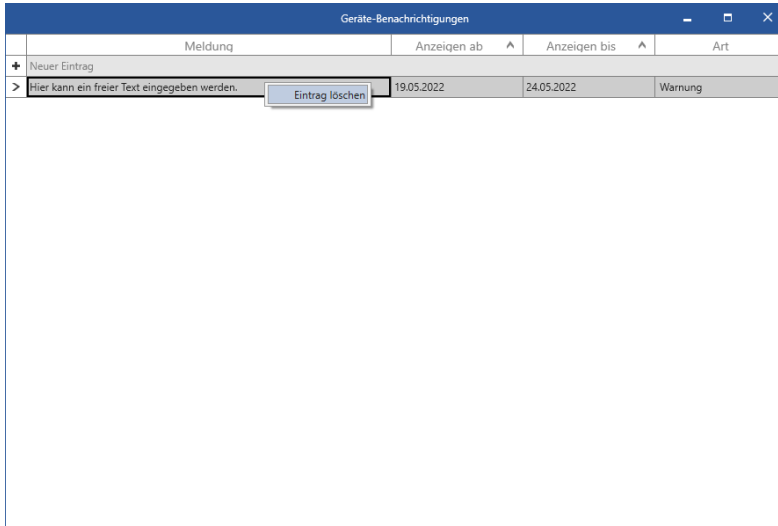 Geräte-Benachrichtigungen
Meldung Anzeigen ab Anzeigen bis Art
Neuer Eintrag
Hier kann ein freier Text eingegeben werden. 19.05.2022 24.05.2022 Warnung
Eintrag löschen